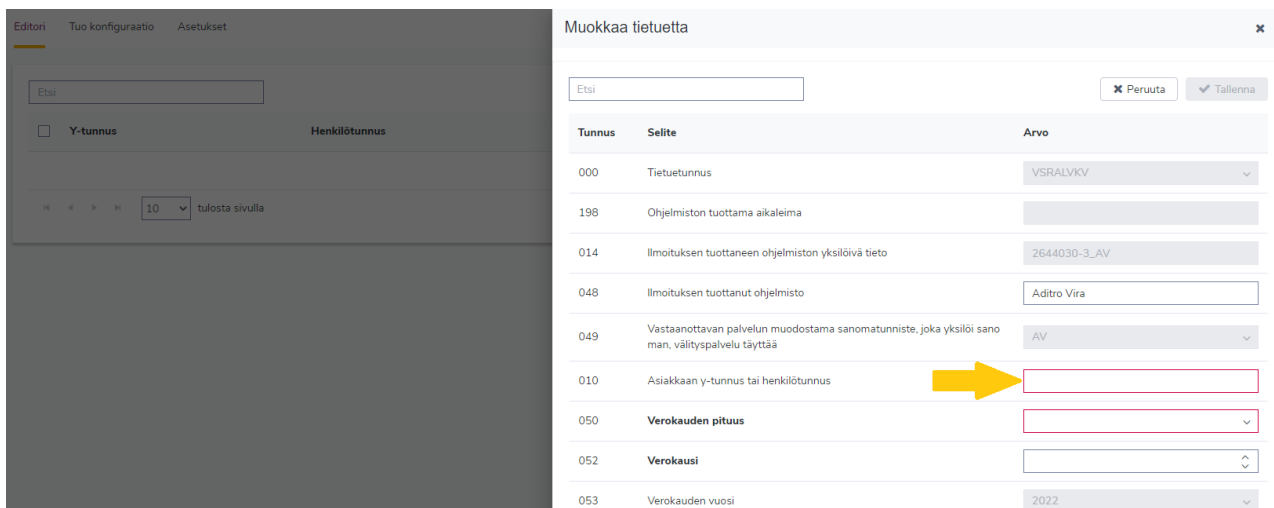 Editori Tuo konfiguraatio Asetukset
Etsi
Y-tunnus Henkilötunnus
10 tulosta sivulla
Muokkaa tietuetta
Etsi
Peruuta Tallenna
Tunnus Selite Arvo
000 Tietuetunnus VSRALVKV
198 Ohjelmiston tuottama aikaleima
014 Ilmoituksen tuottaneen ohjelmiston yksilöivä tieto 2644030-3_AV
048 Ilmoituksen tuottanut ohjelmisto Aditro Vira
049 Vastaanottavan palvelun muodostama sanomatunniste, joka yksilöi sano
man, välityspalvelu täyttää AV
010 Asiakkaan y-tunnus tai henkilötunnus
050 Verokauden pituus
052 Verokausi
053 Verokauden vuosi 2022